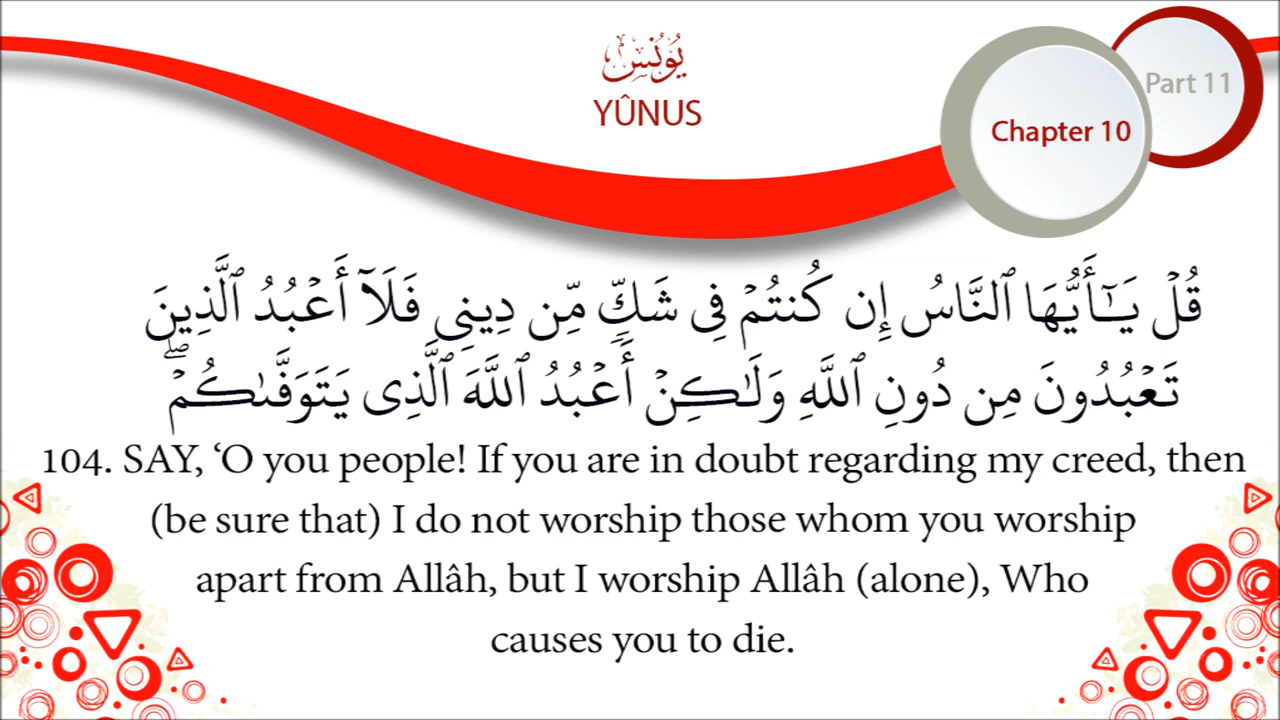 يُونُسَ
YÛNUS
Part 11
Chapter 10
قُلْ يَـٰٓأَيُّهَا ٱلنَّاسُ إِن كُنتُمْ فِى شَكٍّۢ مِّن دِينِى فَلَآ أَعْبُدُ ٱلَّذِينَ
تَعْبُدُونَ مِن دُونِ ٱللَّهِ وَلَـٰكِنْ أَعْبُدُ ٱللَّهَ ٱلَّذِى يَتَوَفَّىٰكُمْ ۖ
104. SAY, ‘O you people! If you are in doubt regarding my creed, then
(be sure that) I do not worship those whom you worship
apart from Allâh, but I worship Allâh (alone), Who
causes you to die.